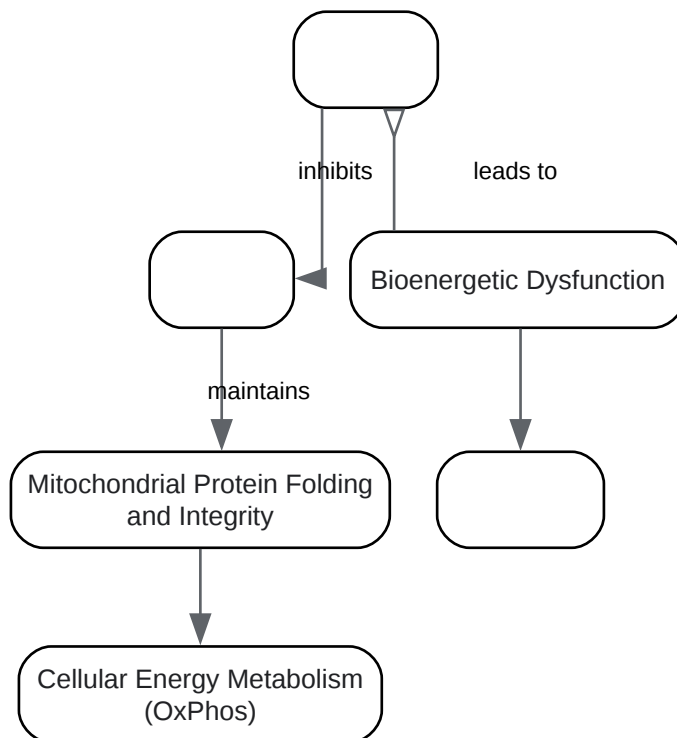 inhibits
leads to
Bioenergetic Dysfunction
maintains
Mitochondrial Protein Folding
and Integrity
Cellular Energy Metabolism
(OxPhos)